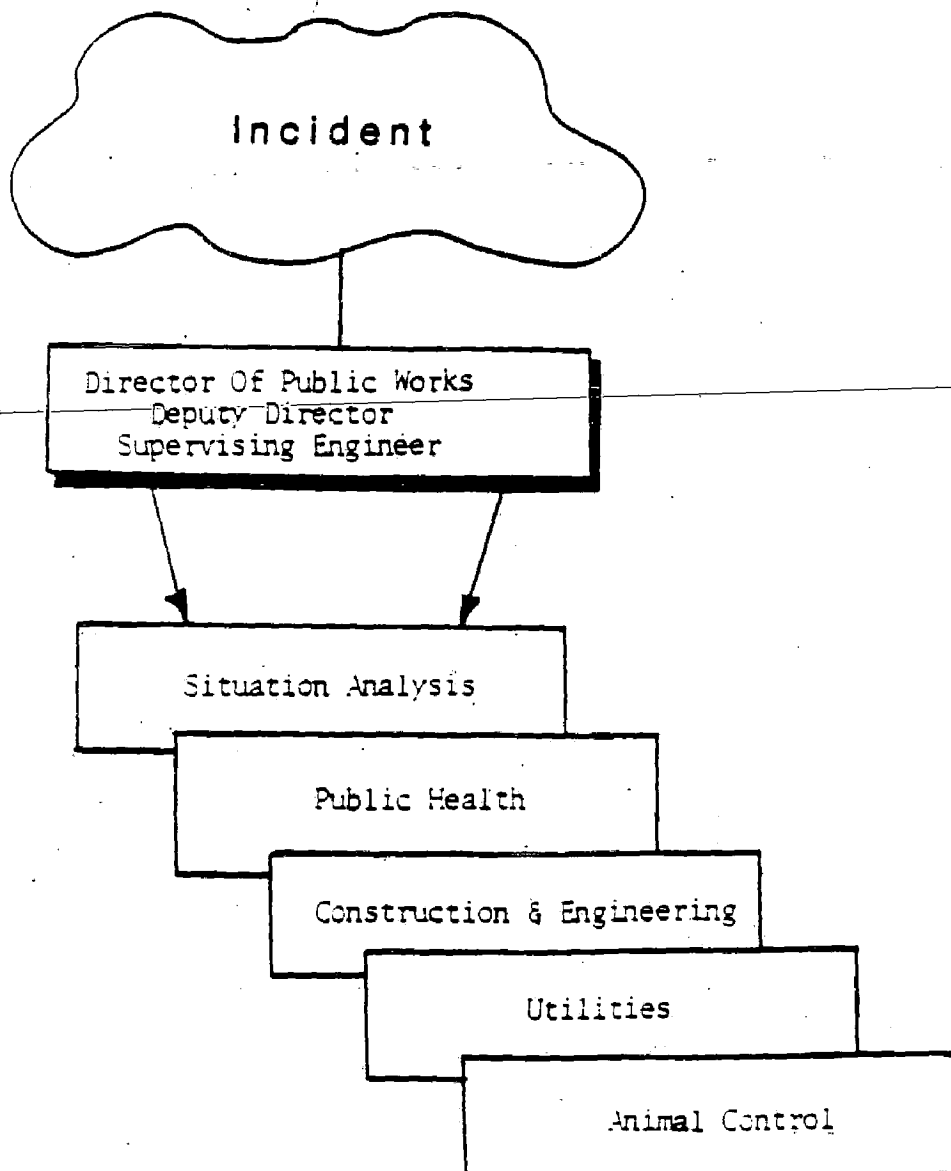 Incident
Director Of Public Works
Deputy Director
Supervising Engineer
Situation Analysis
Public Health
Construction & Engineering
Utilities
Animal Control